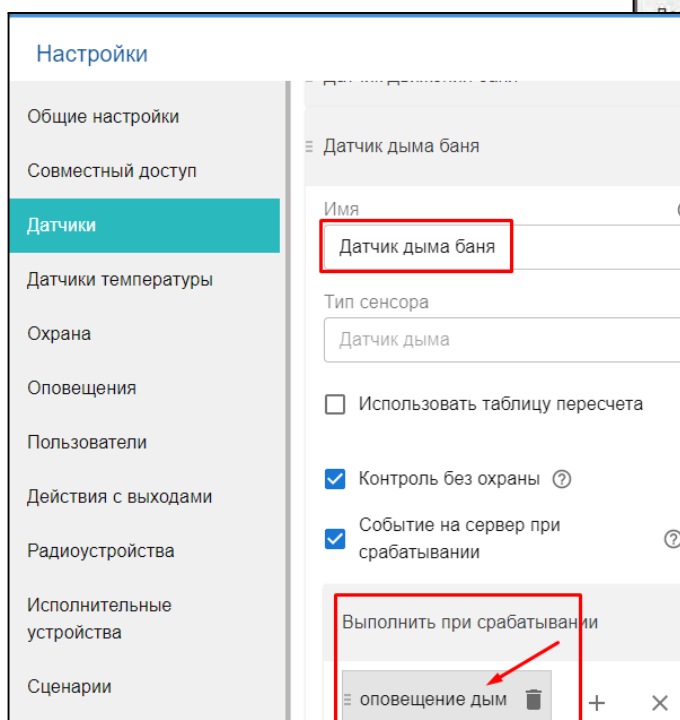 Настройки
Общие настройки
Совместный доступ
Датчики
Датчики температуры
Охрана
Оповещения
Пользователи
Действия с выходами
Радиоустройства
Исполнительные
устройства
Сценарии
Датчик дыма баня
Имя
Датчик дыма баня
Тип сенсора
Датчик дыма
Использовать таблицу пересчета
Контроль без охраны
Событие на сервер при
срабатывании
Выполнить при срабатывании
оповещение дым